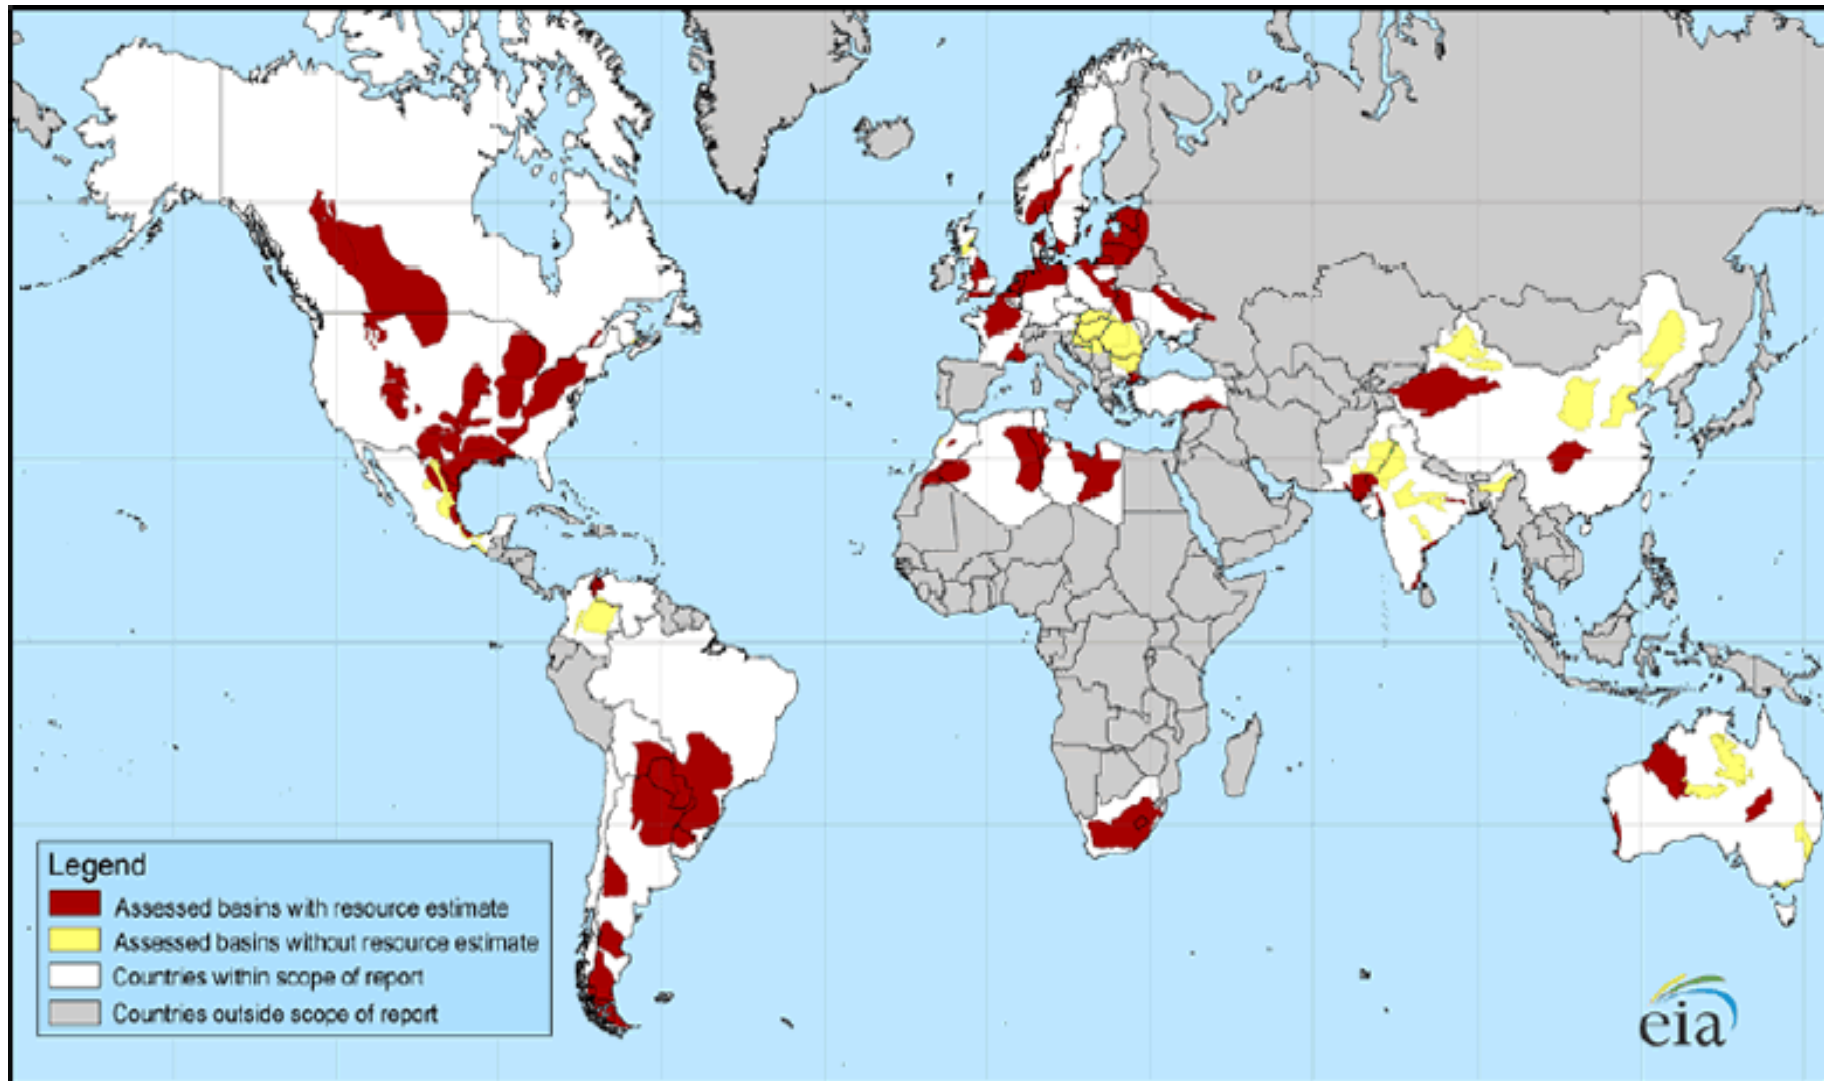 Legend
Assessed basins with resource estimate
Assessed basins without resource estimate
Countries within scope of report
Countries outside scope of report
eia